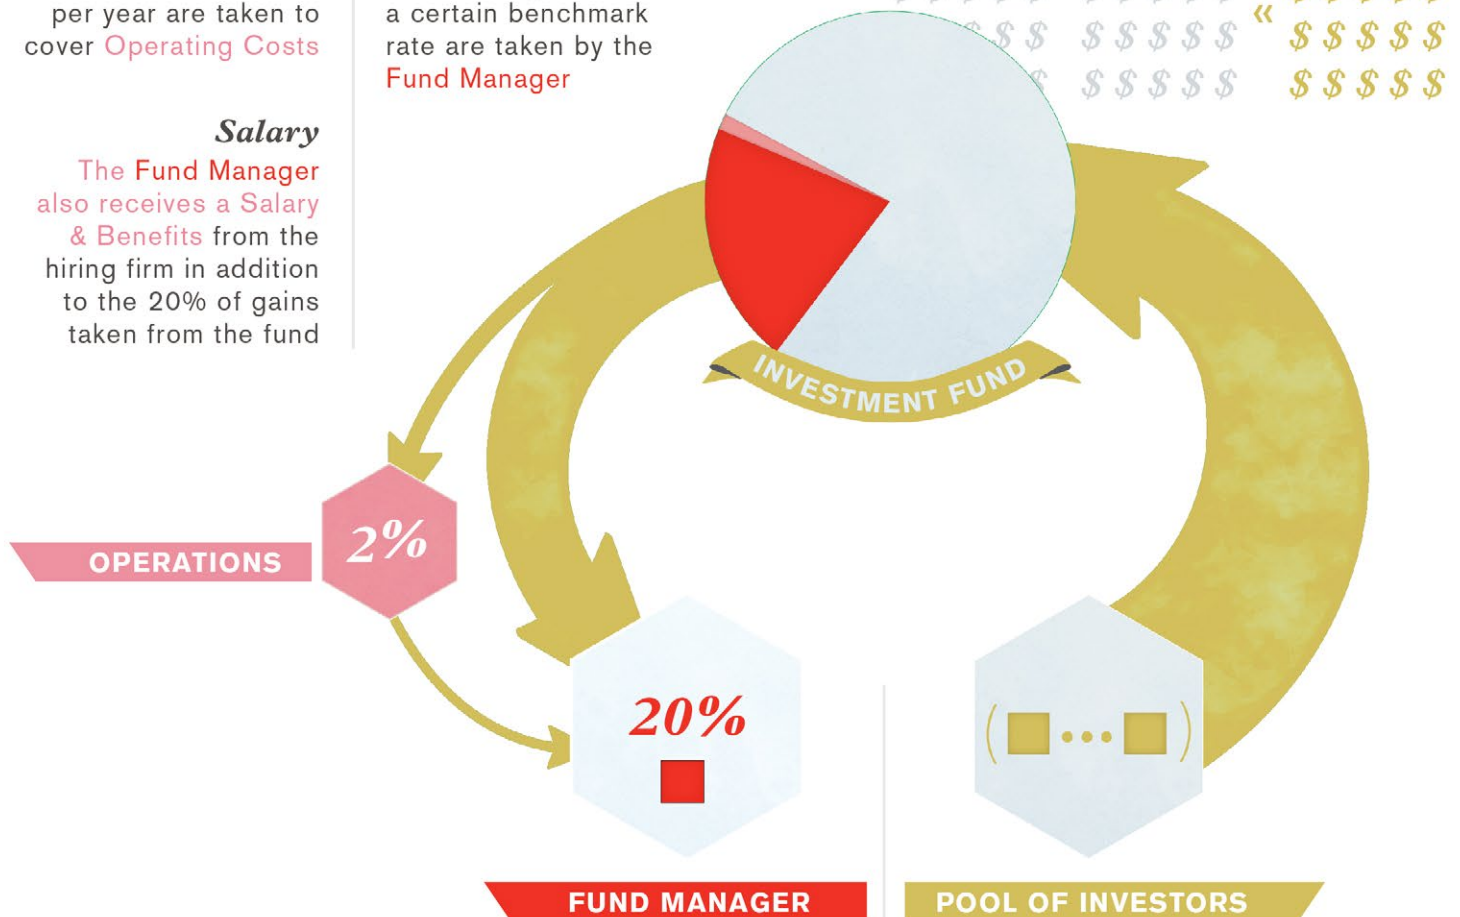 per year are taken to
cover Operating Costs
Salary
The Fund Manager
also receives a Salary
& Benefits from the
hiring firm in addition
to the 20% of gains
taken from the fund
a certain benchmark
rate are taken by the
Fund Manager
«
$ $ $ $ $ $ $ $ $ $ $ $
$ $ $ $ $ $ $ $ $ $ $
INVESTMENT FUND
2%
OPERATIONS
20%
FUND MANAGER
( ... )
POOL OF INVESTORS